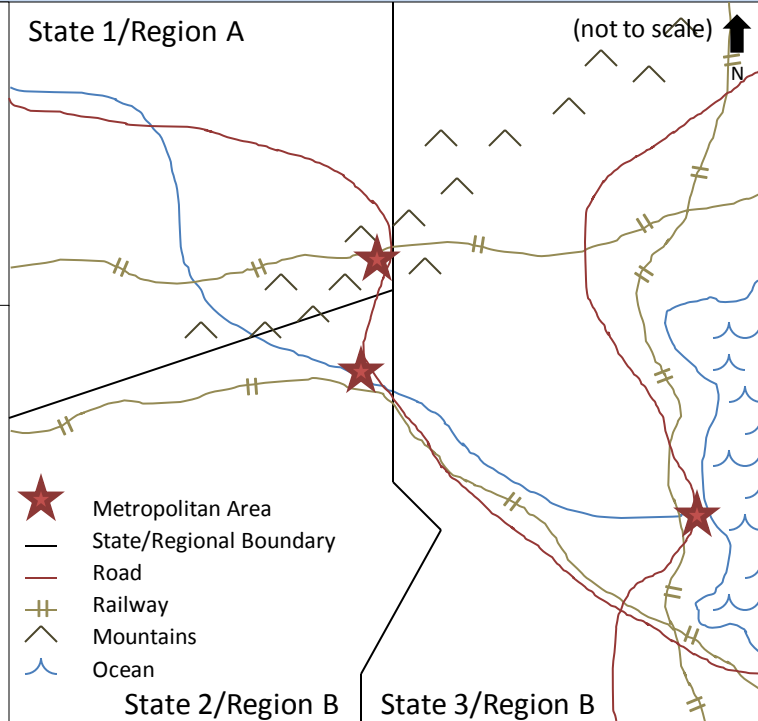 State 1/Region A
(not to scale)
N
Metropolitan Area
State/Regional Boundary
Road
Railway
Mountains
Ocean
State 2/Region B
State 3/Region B